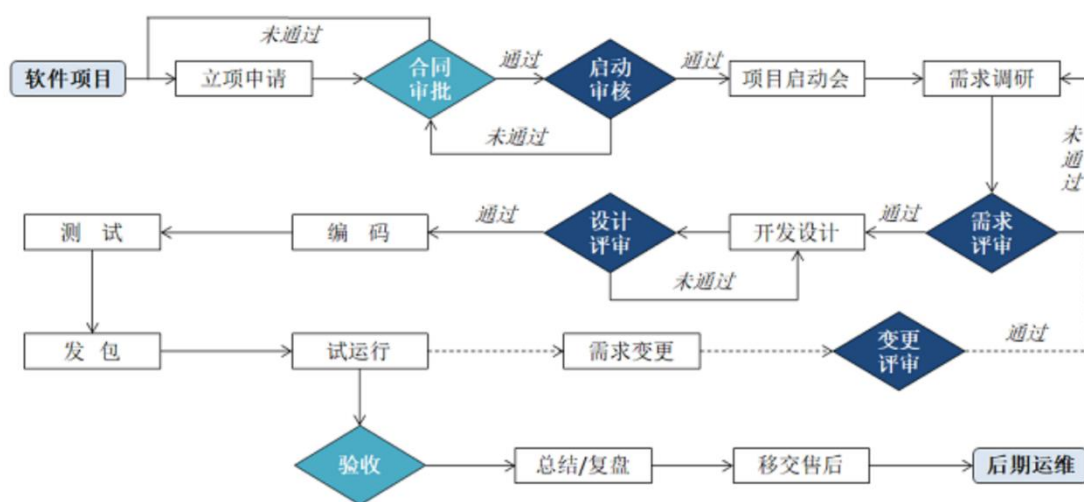 未通过
软件项目
立项申请
合同
审批
通过
启动
审核
通过
项目启动会
需求调研
未通过
未
通
过
测 试
编 码
通过
设计
评审
开发设计
通过
需求
评审
未通过
发 包
试运行
需求变更
变更
评审
通过
验收
总结/复盘
移交售后
后期运维